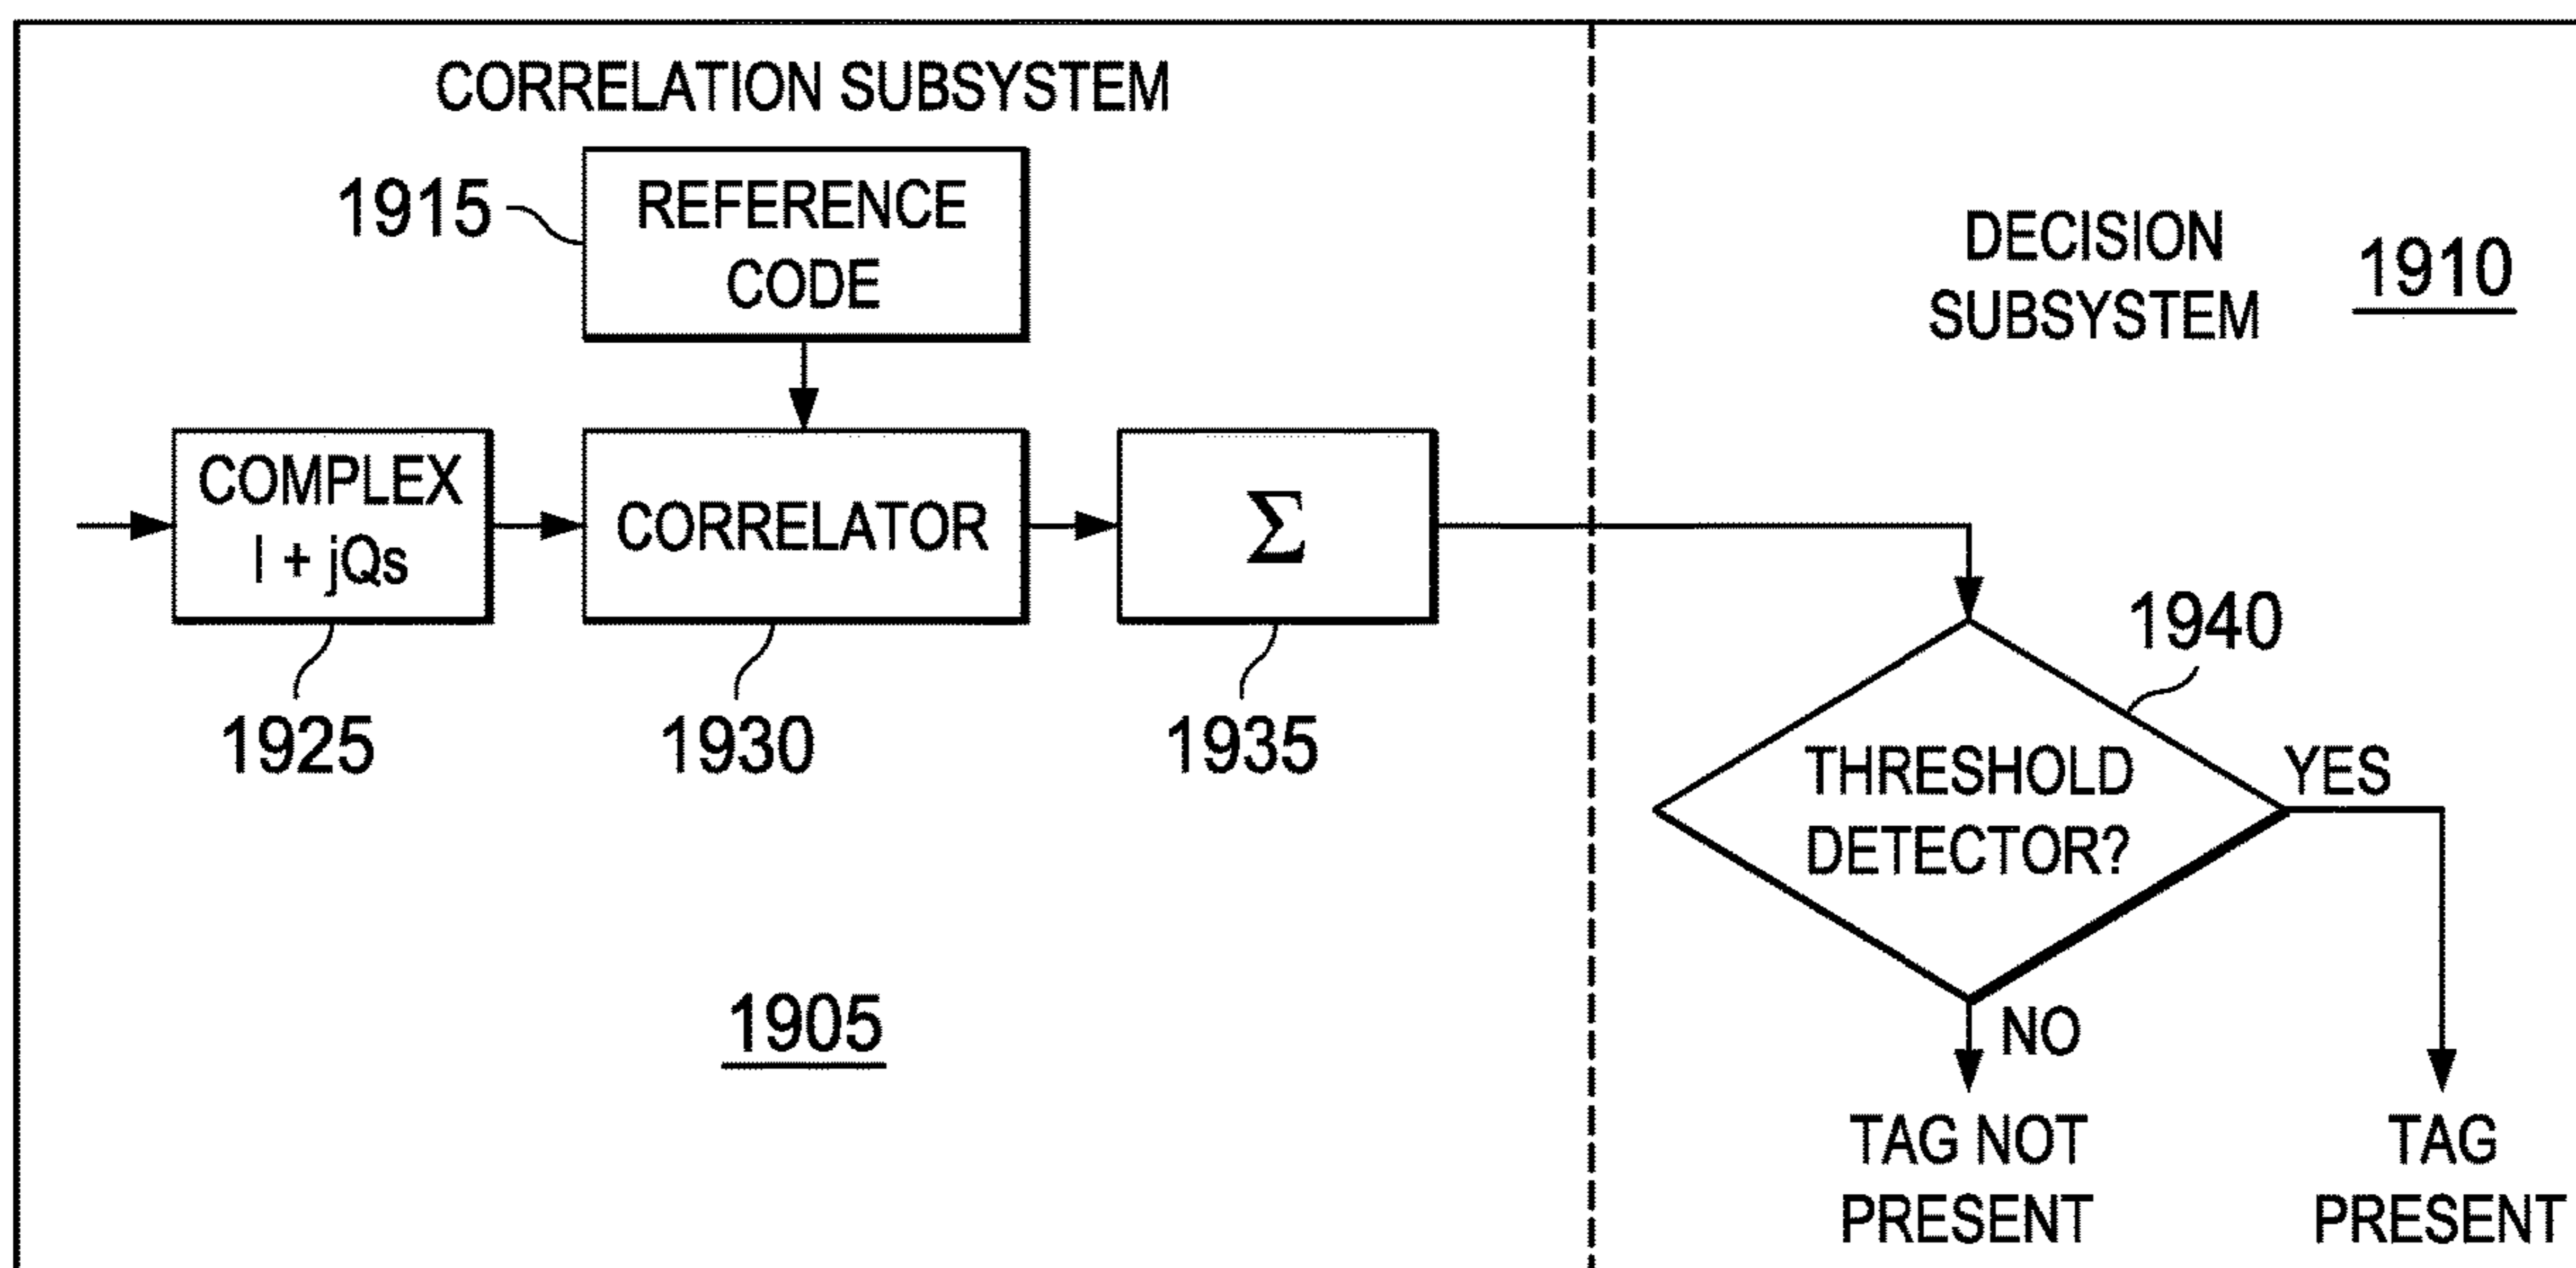 CORRELATION SUBSYSTEM
1915
REFERENCE
CODE
DECISION
SUBSYSTEM
1910
COMPLEX
I + jQs
CORRELATOR
Σ
1925
1930
1935
1940
THRESHOLD
DETECTOR?
YES
NO
1905
TAG NOT
PRESENT
TAG
PRESENT